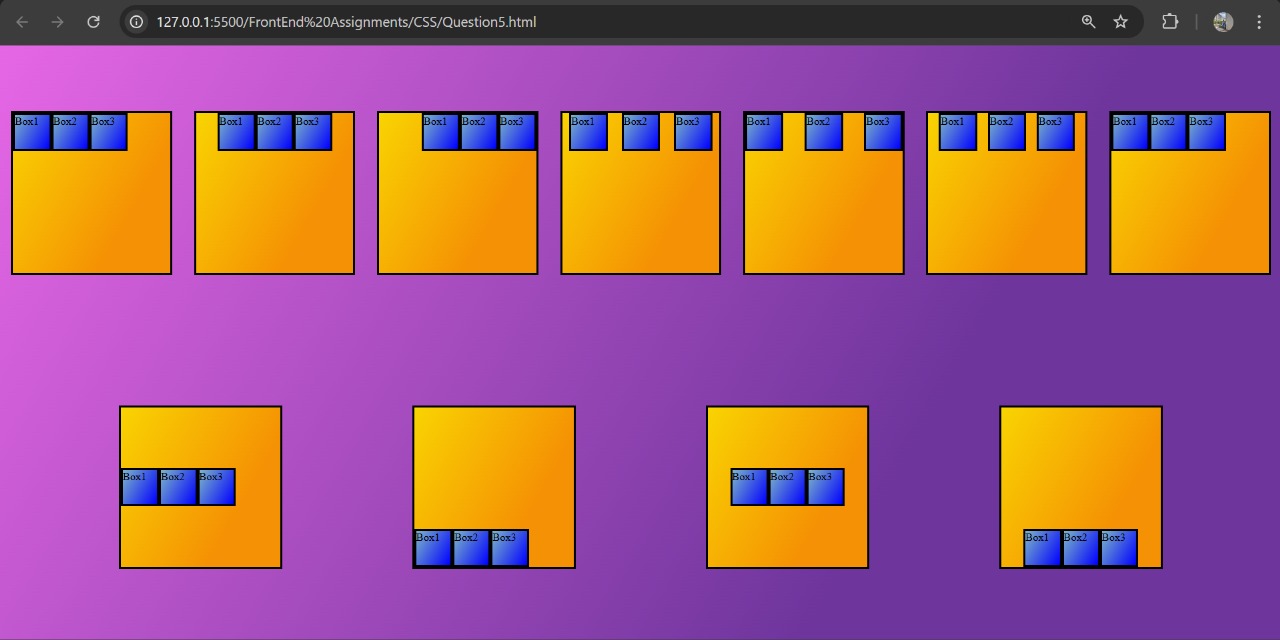 127.0.0.1:5500/FrontEnd%20Assignments/CSS/Question5.html
Box1 Box2 Box3 Box1 Box2 Box3 Box1 Box2 Box3 Box1 Box2 Box3 Box1 Box2 Box3 Box1 Box2 Box3 Box1 Box2 Box3
Box1 Box2 Box3 Box1 Box2 Box3
Box1 Box2 Box3 Box1 Box2 Box3